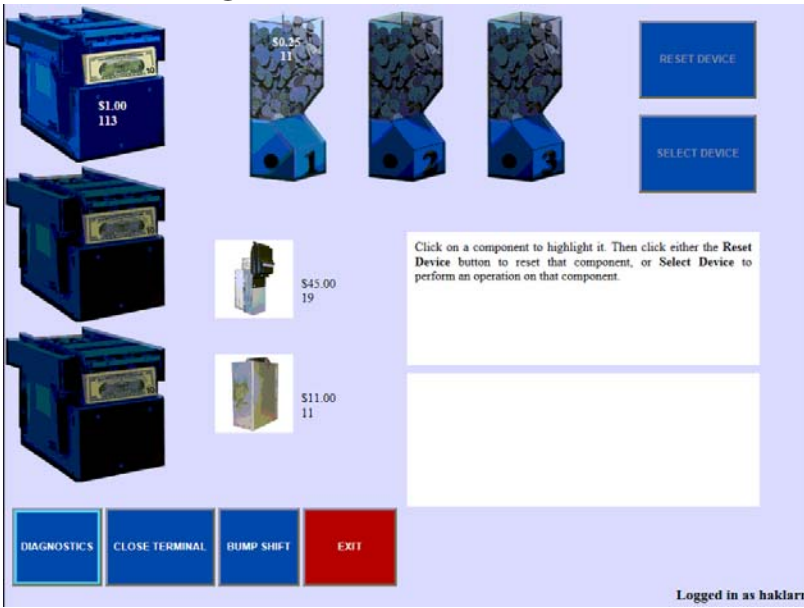 $1.00
113
$0.25
11
1
2
3
RESET DEVICE
SELECT DEVICE
$45.00
19
Click on a component to highlight it. Then click either the Reset
Device button to reset that component, or Select Device to
perform an operation on that component.
$11.00
11
DIAGNOSTICS
CLOSE TERMINAL
BUMP SHIFT
EXIT
Logged in as haklarr